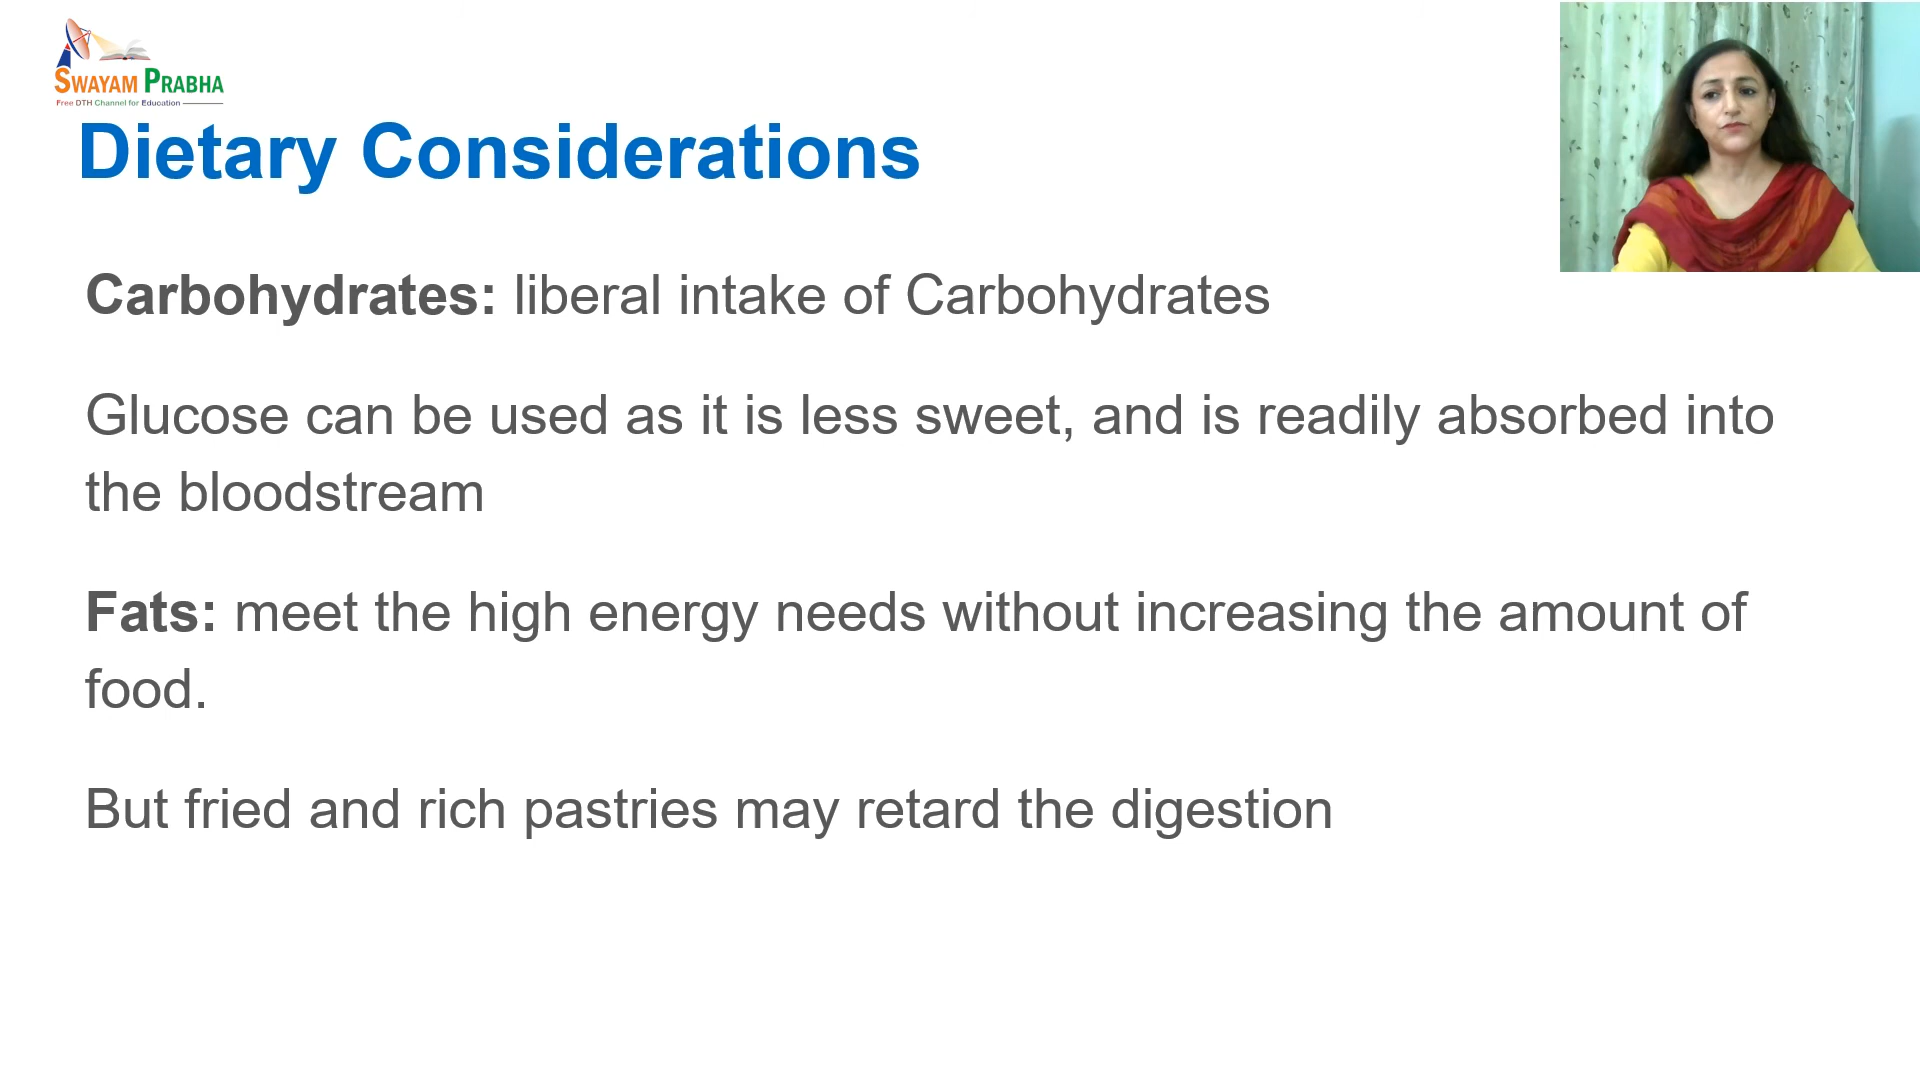 SWAYAM PRABHA
Free DTH Channel for Education
Dietary Considerations
Carbohydrates: liberal intake of Carbohydrates
Glucose can be used as it is less sweet, and is readily absorbed into
the bloodstream
Fats: meet the high energy needs without increasing the amount of
food.
But fried and rich pastries may retard the digestion